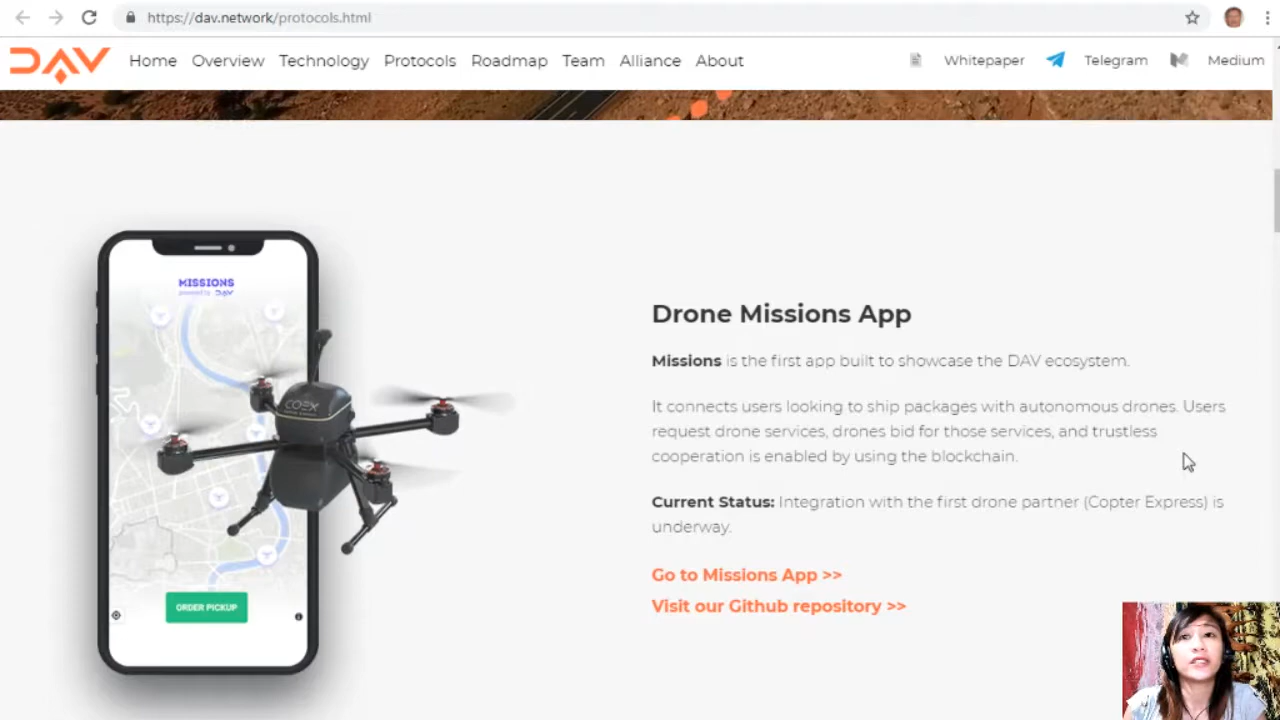 https://dav.network/protocols.html
DAV
Home Overview Technology Protocols Roadmap Team Alliance About Whitepaper Telegram Medium
MISSIONS
powered by DAV
COEX
ORDER PICKUP
Drone Missions App
Missions is the first app built to showcase the DAV ecosystem.
It connects users looking to ship packages with autonomous drones. Users
request drone services, drones bid for those services, and trustless
cooperation is enabled by using the blockchain.
Current Status: Integration with the first drone partner (Copter Express) is
underway.
Go to Missions App >>
Visit our Github repository >>